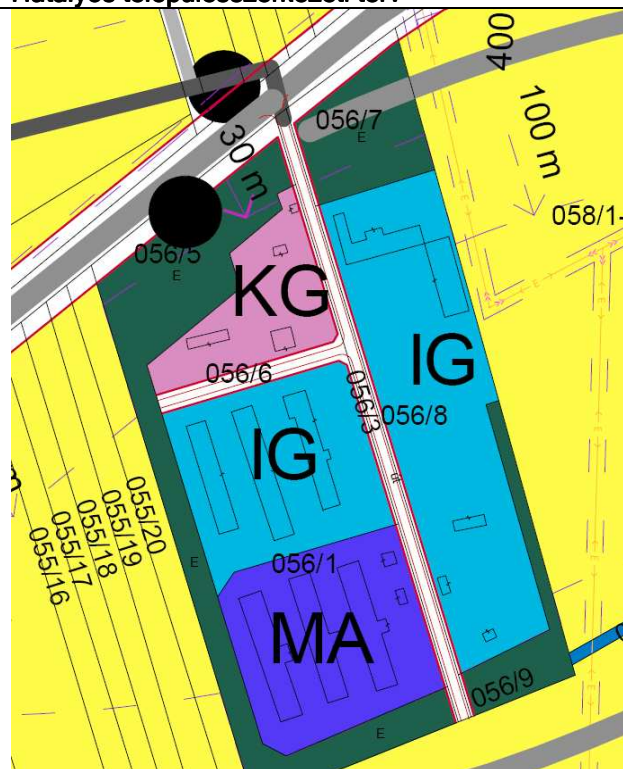 Hatályos településszerkezeti terv
400
100 m
056/7
E
30 m
058/1-
056/5
E
KG
IG
056/6
056/3
056/8
IG
E
055/20
055/19
055/18
055/17
055/16
E
056/1
MA
056/9
E